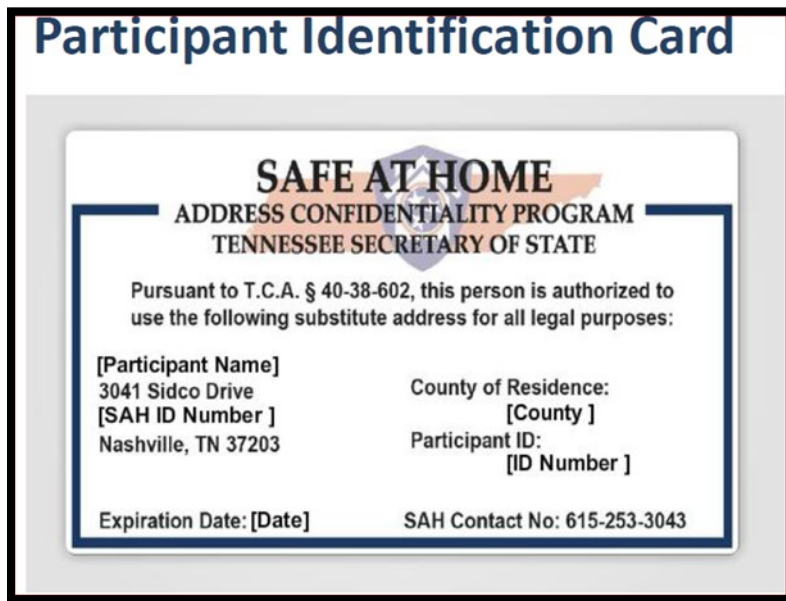 Participant Identification Card
SAFE AT HOME
ADDRESS CONFIDENTIALITY PROGRAM
TENNESSEE SECRETARY OF STATE
Pursuant to T.C.A. § 40-38-602, this person is authorized to
use the following substitute address for all legal purposes:
[Participant Name]
3041 Sidco Drive
[SAH ID Number ]
Nashville, TN 37203
County of Residence:
[County ]
Participant ID:
[ID Number ]
Expiration Date: [Date]
SAH Contact No: 615-253-3043